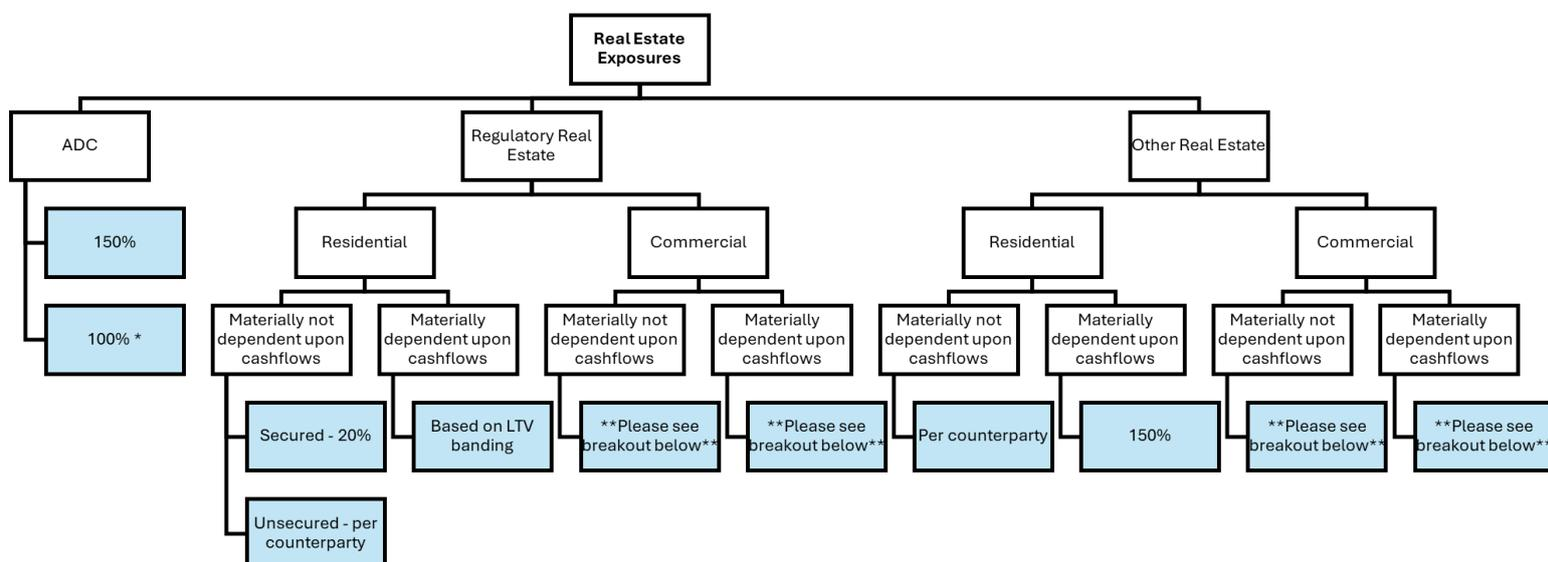 Real Estate
Exposures
ADC
Regulatory Real
Estate
Other Real Estate
150%
Residential
Commercial
Residential
Commercial
100% *
Materially not
dependent upon
cashflows
Materially
dependent upon
cashflows
Materially not
dependent upon
cashflows
Materially
dependent upon
cashflows
Materially not
dependent upon
cashflows
Materially
dependent upon
cashflows
Materially not
dependent upon
cashflows
Materially
dependent upon
cashflows
Secured - 20%
Based on LTV
banding
**Please see
breakout below**
**Please see
breakout below**
Per counterparty
150%
**Please see
breakout below**
**Please see
breakout below**
Unsecured - per
counterparty